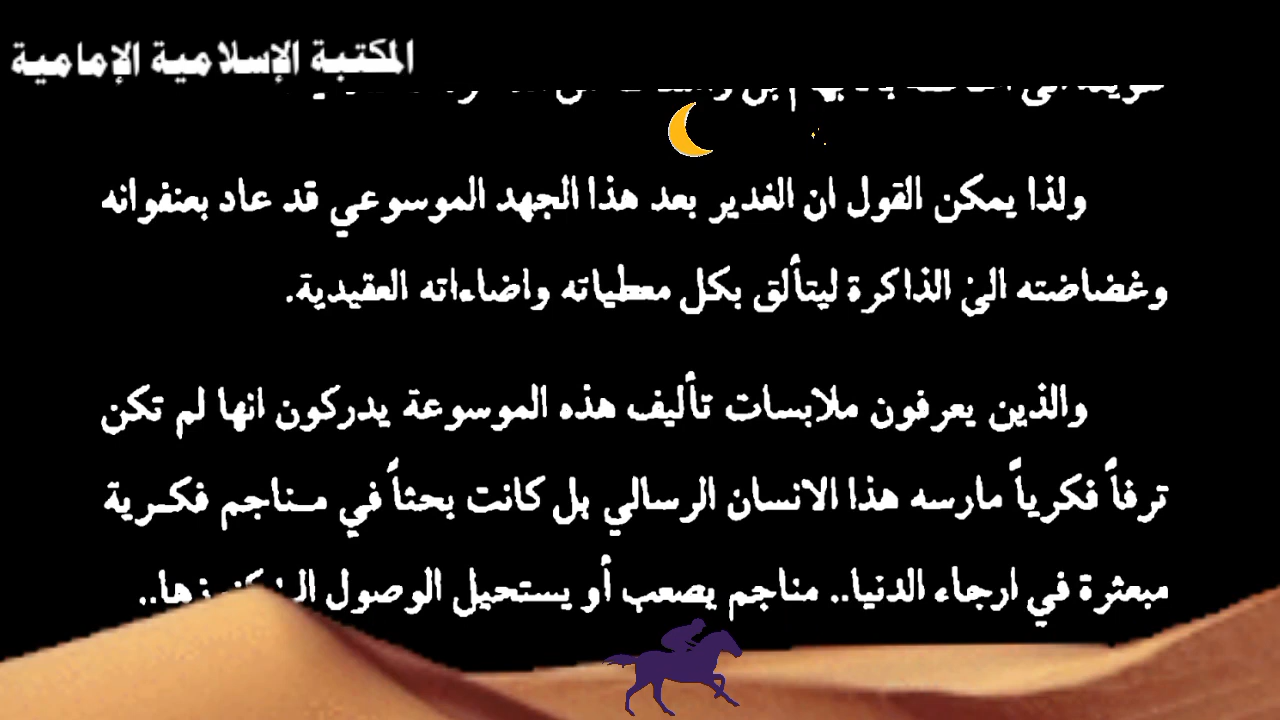 المكتبة الإسلامية الإمامية
ولذا يمكن القول ان الغدير بعد هذا الجهد الموسوعي قد عاد بعنفوانه
وغضاضته الىٰ الذاكرة ليتألق بكل معطياته واضاءاته العقيدية.
والذين يعرفون ملابسات تأليف هذه الموسوعة يدركون انها لم تكن
ترفاً فكرياً مارسه هذا الانسان الرسالي بل كانت بحثاً في مناجم فكرية
مبعثرة في ارجاء الدنيا.. مناجم يصعب أو يستحيل الوصول